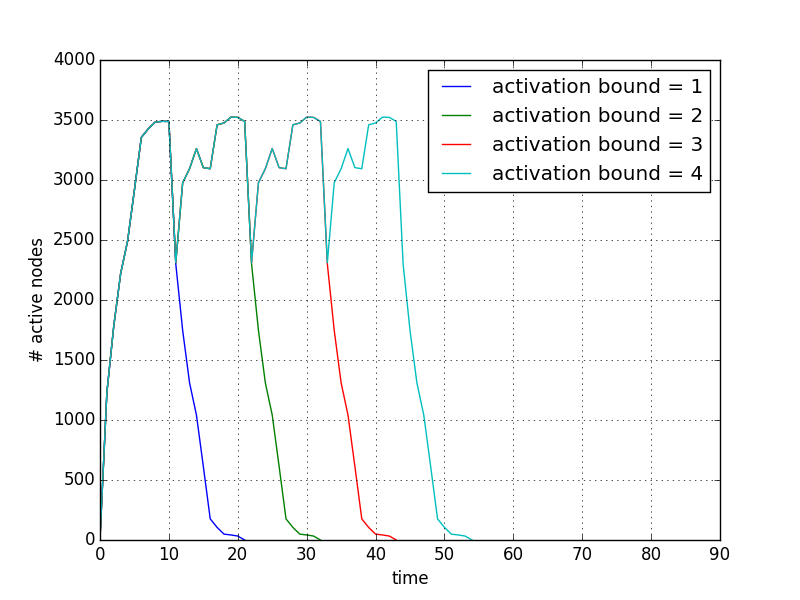 4000
3500
3000
2500
2000
1500
1000
500
0
# active nodes
activation bound = 1
activation bound = 2
activation bound = 3
activation bound = 4
0 10 20 30 40 50 60 70 80 90
time